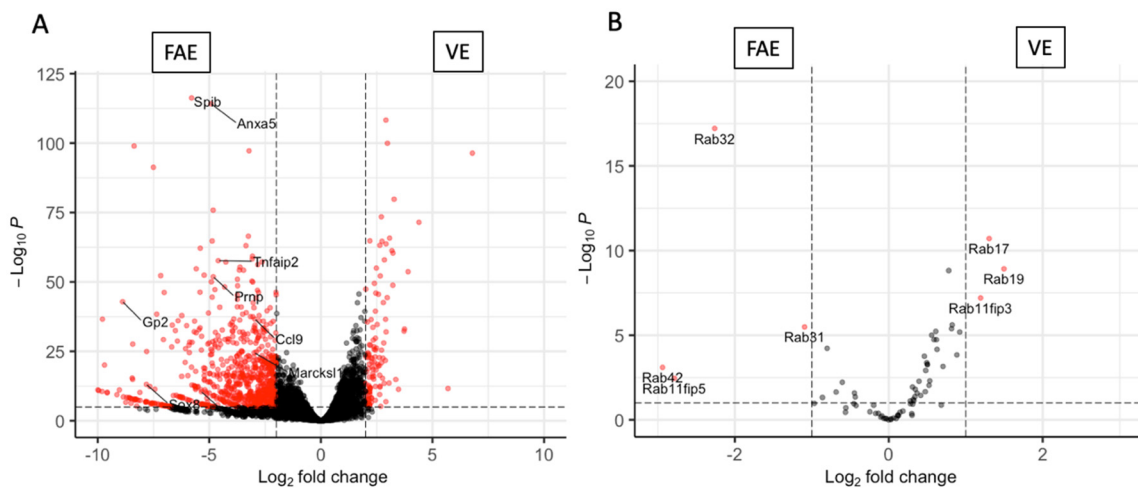 A
FAE
VE
125
100
75
50
25
0
Spib
Anxa5
Tnfaip2
Prnp
Gp2
Ccl9
Marcksl1
Sox8
-10
-5
0
5
10
Log2 fold change
− Log10 P
B
FAE
VE
20
15
10
5
0
Rab32
Rab17
Rab19
Rab11fip3
Rab31
Rab42
Rab11fip5
-2
0
2
Log2 fold change
− Log10 P